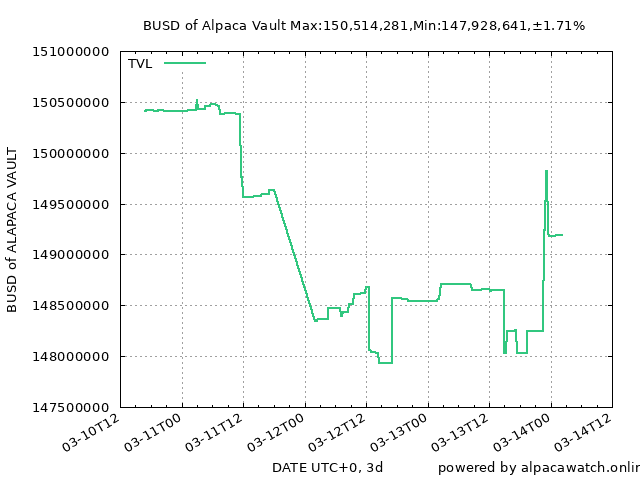 BUSD of Alpaca Vault Max:150,514,281,Min:147,928,641,±1.71%
TVL
151000000
150500000
150000000
149500000
149000000
148500000
148000000
147500000
BUSD of ALAPACA VAULT
03-10T12
03-11T00
03-11T12
03-12T00
03-12T12
03-13T00
03-13T12
03-14T00
03-14T12
DATE UTC+0, 3d
powered by alpacawatch.onlin